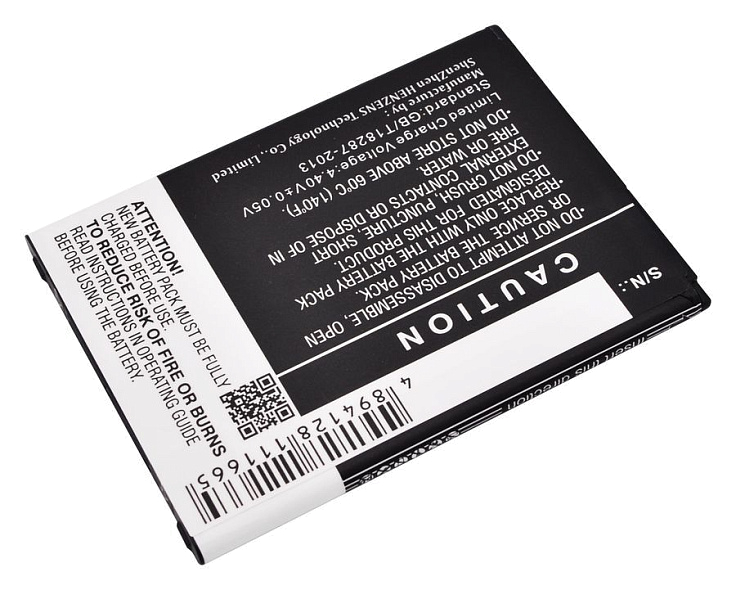 S/N.:
CAUTION
•DO NOT ATTEMPT TO DISASSEMBLE, OPEN
OR SERVICE THE BATTERY PACK.
•REPLACE ONLY WITH THE BATTERY PACK
DESIGNATED FOR THIS PRODUCT.
•DO NOT CRUSH, PUNCTURE, SHORT
EXTERNAL CONTACTS OR DISPOSE OF IN
FIRE OR WATER.
•DO NOT STORE ABOVE 60°C (140°F).
Limited Charge Voltage:4.40V±0.05V
Standard:GB/T18287-2013
Manufacture by:
ShenZhen HENZENS Technology Co., Limited
ATTENTION!
NEW BATTERY PACK MUST BE FULLY
CHARGED BEFORE USE.
TO REDUCE RISK OF FIRE OR BURNS
READ INSTRUCTIONS IN OPERATING GUIDE
BEFORE USING THE BATTERY.
4 894128 111665
Insert this direction